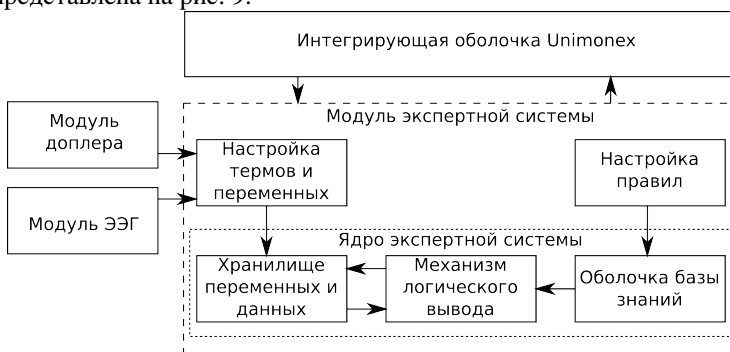 представлена на рис. 9.
Интегрирующая оболочка Unimonex
Модуль экспертной системы
Модуль
доплера
Настройка
термов и
переменных
Настройка
правил
Модуль ЭЭГ
Ядро экспертной системы
Хранилище
переменных и
данных
Механизм
логического
вывода
Оболочка базы
знаний